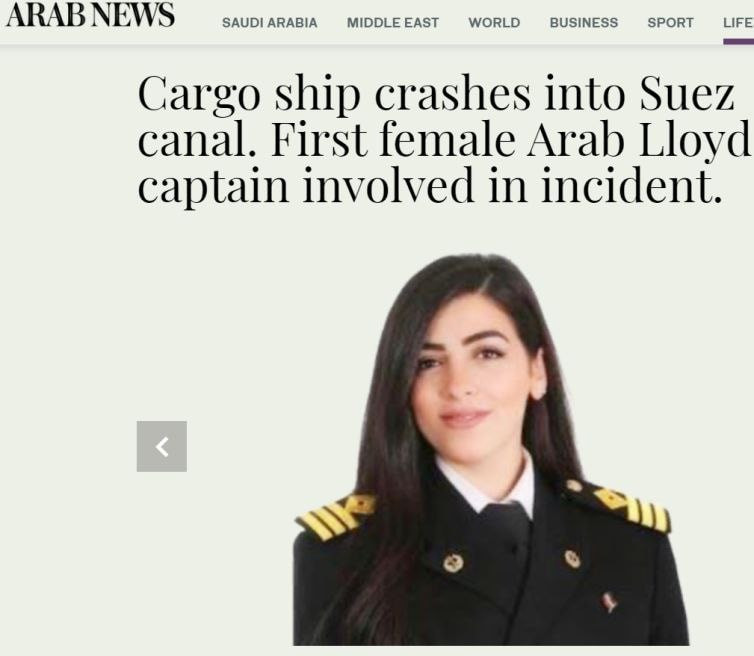 ARAB NEWS
SAUDI ARABIA MIDDLE EAST WORLD BUSINESS SPORT LIFE
Cargo ship crashes into Suez
canal. First female Arab Lloyd
captain involved in incident.